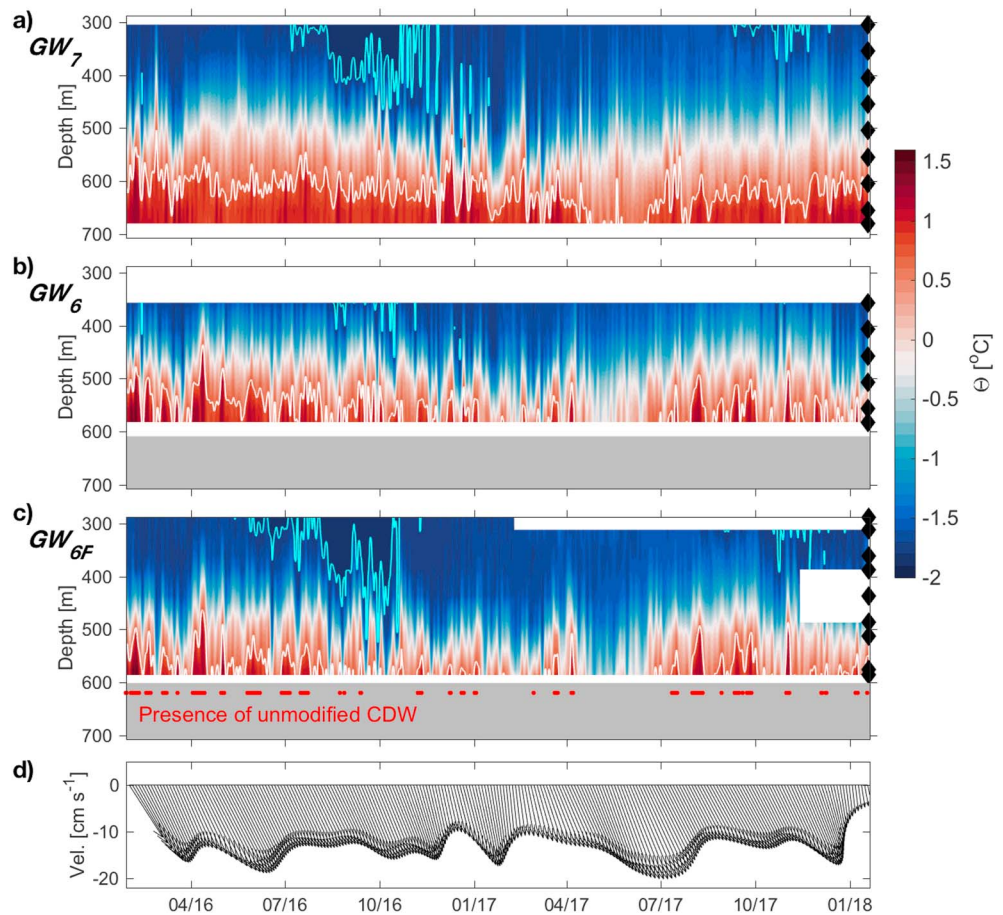 a)
GW7
Depth [m]
300
400
500
600
700
b)
GW6
Depth [m]
300
400
500
600
700
c)
GW6F
Depth [m]
300
400
500
600
700
Presence of unmodified CDW
1.5
1
0.5
0
-0.5
-1
-1.5
-2
Θ [°C]
d)
Vel. [cm s-1]
0
-10
-20
04/16 07/16 10/16 01/17 04/17 07/17 10/17 01/18